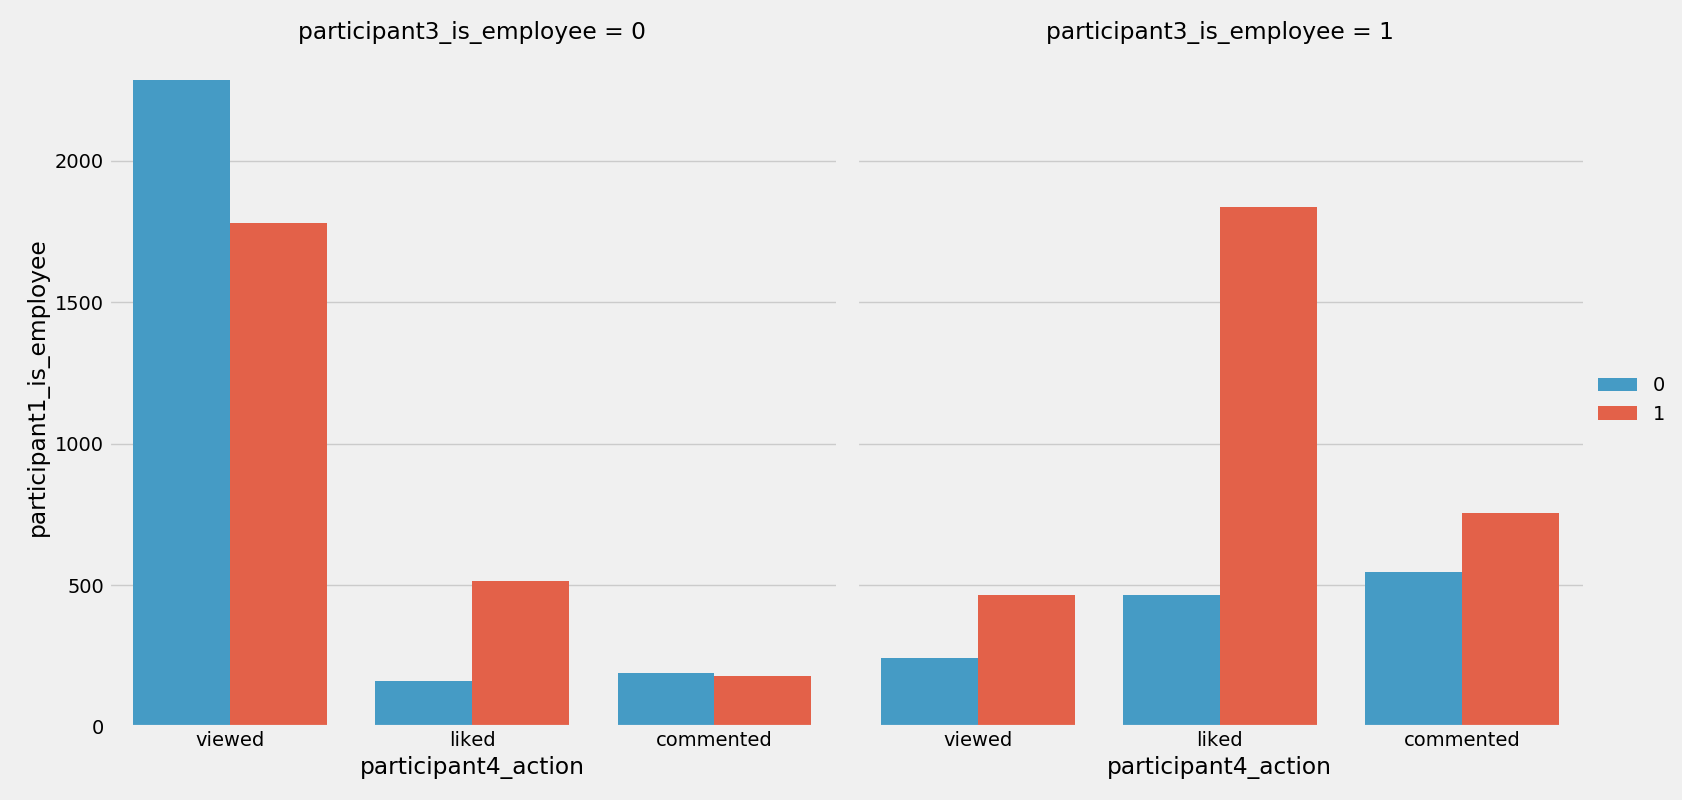 participant3_is_employee = 0
participant3_is_employee = 1
participant1_is_employee
2000
1500
1000
500
0
viewed
liked
commented
viewed
liked
commented
participant4_action
participant4_action
0
1